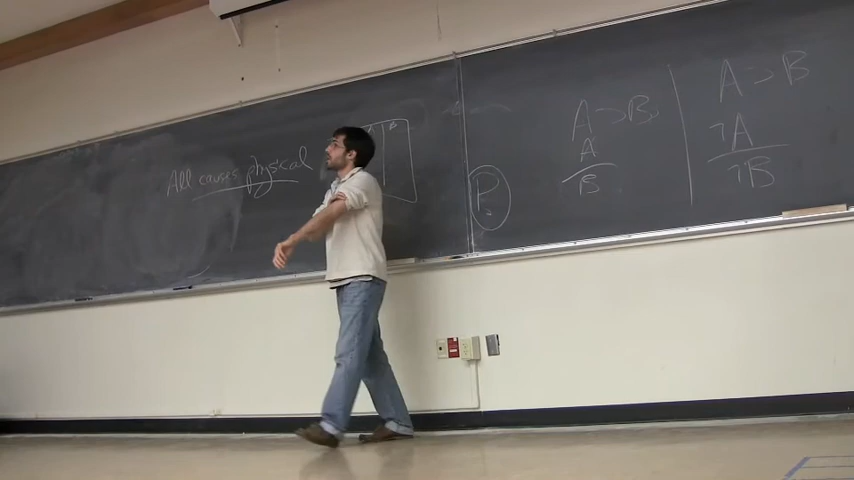 All causes physical
B
P
A ⊃ B
A
B
A ⊃ B
¬A
¬B